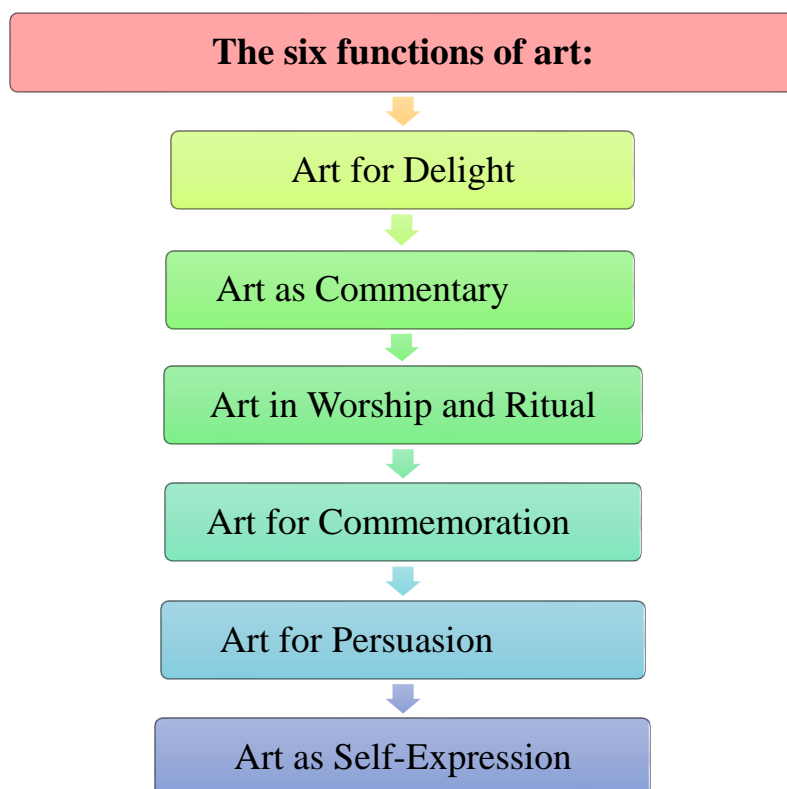 The six functions of art:
Art for Delight
Art as Commentary
Art in Worship and Ritual
Art for Commemoration
Art for Persuasion
Art as Self-Expression